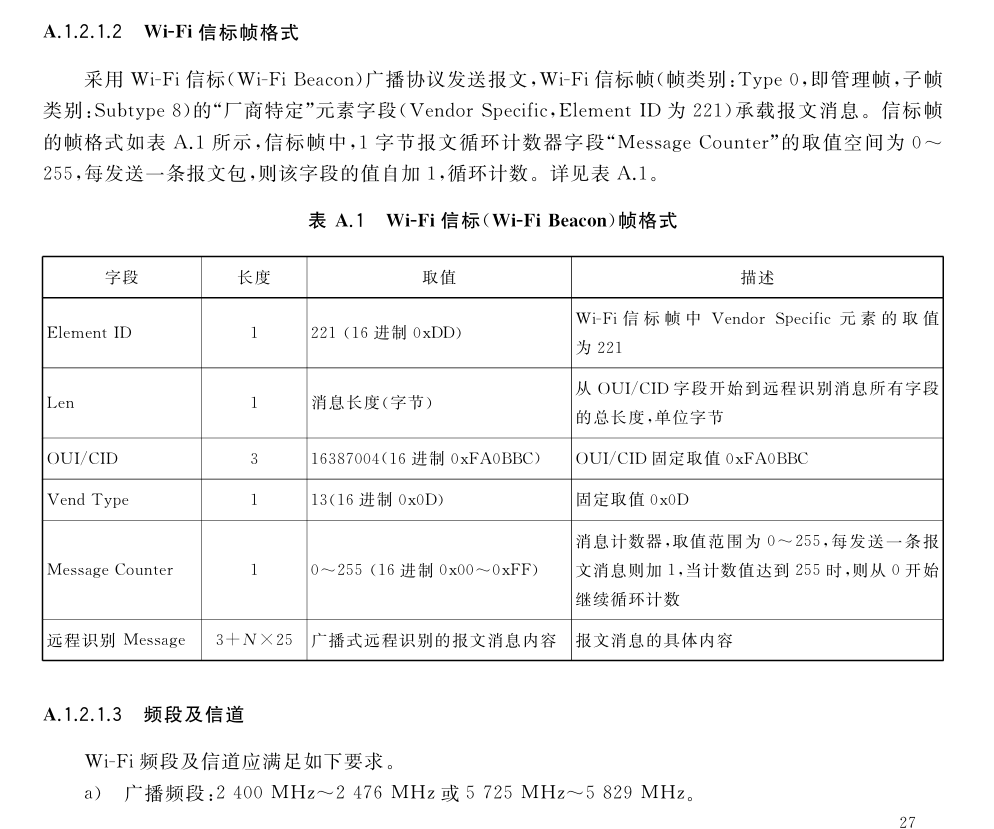 A.1.2.1.2 Wi-Fi 信标帧格式
采用 Wi-Fi 信标(Wi-Fi Beacon)广播协议发送报文,Wi-Fi 信标帧(帧类别:Type 0,即管理帧,子帧
类别:Subtype 8)的“厂商特定”元素字段(Vendor Specific,Element ID 为 221)承载报文消息。信标帧
的帧格式如表 A.1 所示,信标帧中,1 字节报文循环计数器字段“Message Counter”的取值空间为 0～
255,每发送一条报文包,则该字段的值自加 1,循环计数。详见表 A.1。
表 A.1 Wi-Fi 信标(Wi-Fi Beacon)帧格式
字段 长度 取值 描述
Element ID 1 221 (16 进制 0xDD) Wi-Fi 信标帧中 Vendor Specific 元素的取值
为 221
Len 1 消息长度(字节) 从 OUI/CID 字段开始到远程识别消息所有字段
的总长度,单位字节
OUI/CID 3 16387004(16 进制 0xFA0BBC) OUI/CID 固定取值 0xFA0BBC
Vend Type 1 13(16 进制 0x0D) 固定取值 0x0D
Message Counter 1 0～255 (16 进制 0x00～0xFF) 消息计数器,取值范围为 0～255,每发送一条报
文消息则加 1,当计数值达到 255 时,则从 0 开始
继续循环计数
远程识别 Message 3+N×25 广播式远程识别的报文消息内容 报文消息的具体内容
A.1.2.1.3 频段及信道
Wi-Fi 频段及信道应满足如下要求。
a) 广播频段:2 400 MHz～2 476 MHz 或 5 725 MHz～5 829 MHz。
27